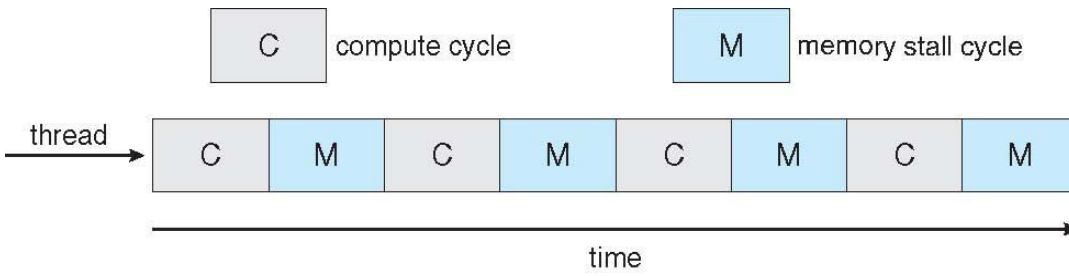 C compute cycle M memory stall cycle
thread
C M C M C M C M
time